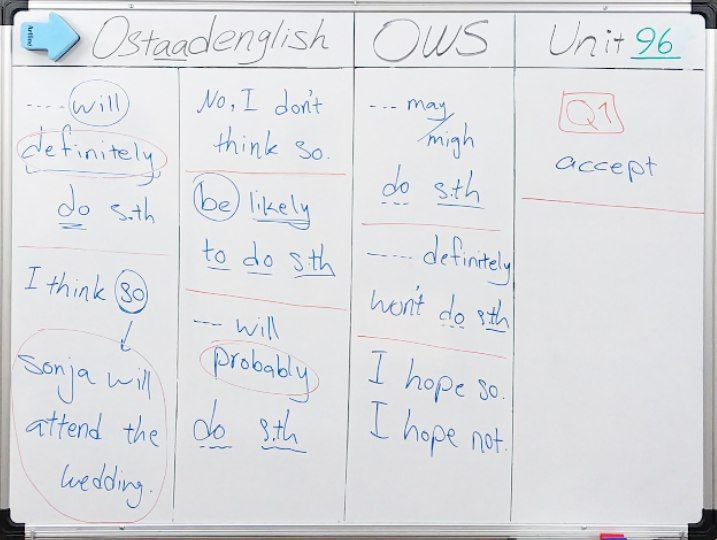 Artline
Ostaadenglish
OWS
Unit 96
---- will
definitely
do s.th
I think so
Sonja will
attend the
wedding.
No, I don't
think so.
be likely
to do s.th
--- will
probably
do s.th
--- may
/migh
do s.th
---- definitely
won't do sth
I hope so.
I hope not.
Q1
accept